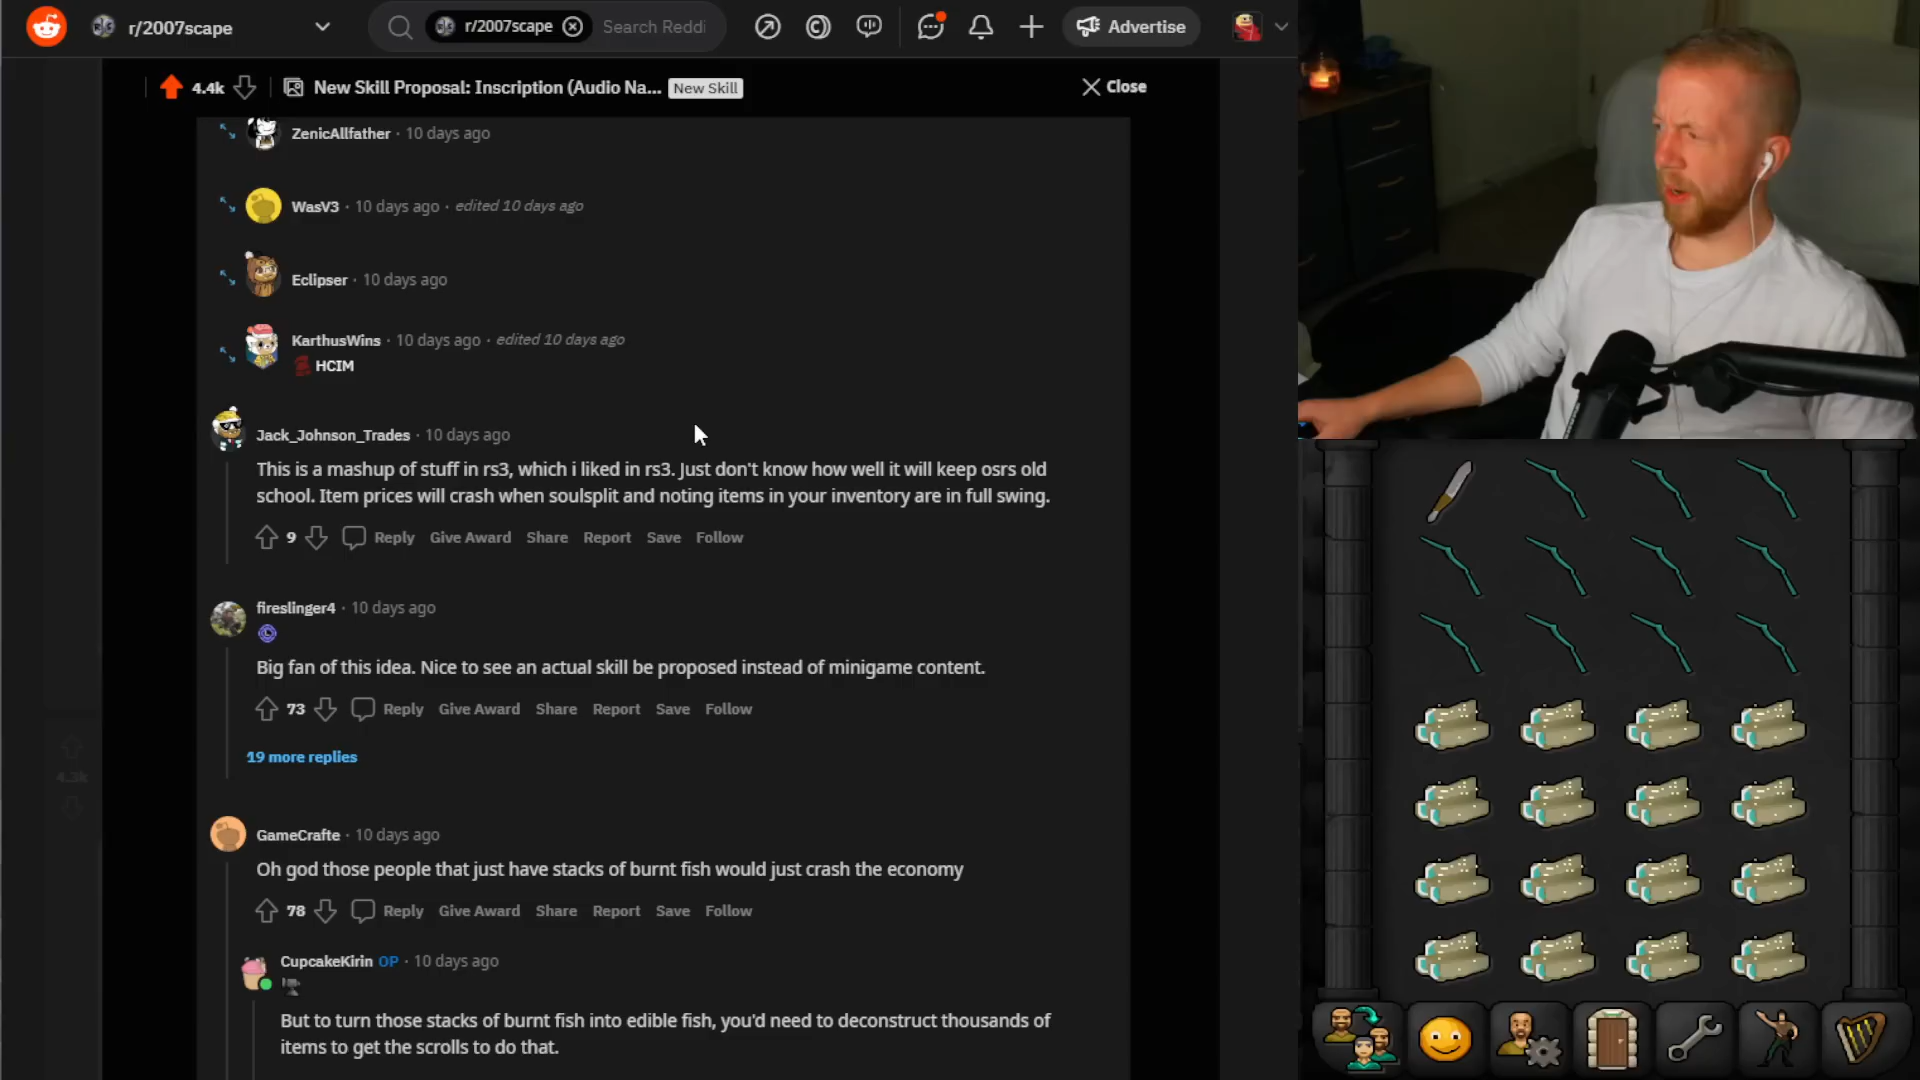 r/2007scape
r/2007scape
Search Reddi
Advertise
4.4k
New Skill Proposal: Inscription (Audio Na...
New Skill
Close
ZenicAllfather · 10 days ago
WasV3 · 10 days ago · edited 10 days ago
Eclipser · 10 days ago
KarthusWins · 10 days ago · edited 10 days ago
HCIM
Jack_Johnson_Trades · 10 days ago
This is a mashup of stuff in rs3, which i liked in rs3. Just don't know how well it will keep osrs old
school. Item prices will crash when soulsplit and noting items in your inventory are in full swing.
9 Reply Give Award Share Report Save Follow
fireslinger4 · 10 days ago
Big fan of this idea. Nice to see an actual skill be proposed instead of minigame content.
73 Reply Give Award Share Report Save Follow
19 more replies
4.3k
GameCrafte · 10 days ago
Oh god those people that just have stacks of burnt fish would just crash the economy
78 Reply Give Award Share Report Save Follow
CupcakeKirin OP · 10 days ago
But to turn those stacks of burnt fish into edible fish, you'd need to deconstruct thousands of
items to get the scrolls to do that.